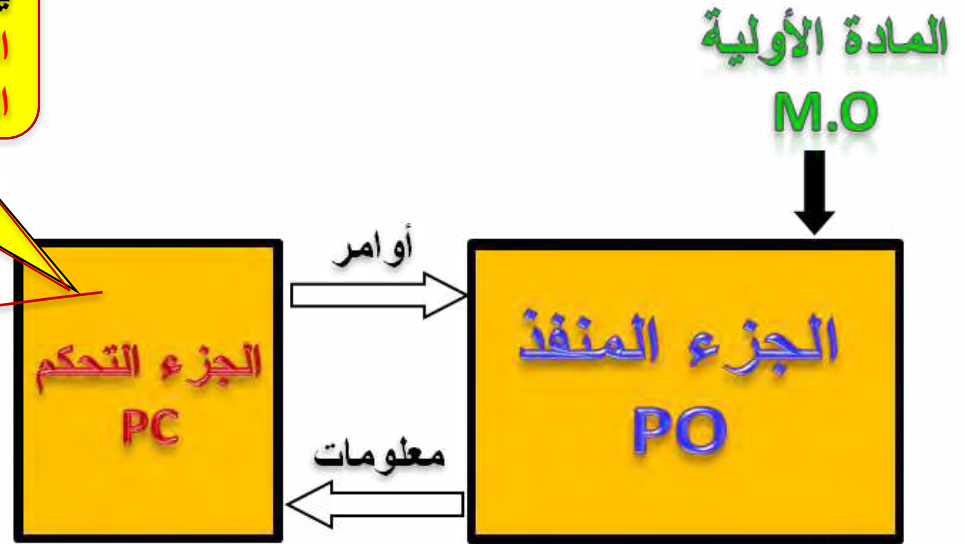 المادة الأولية
M.O
أوامر
الجزء المنفذ
PO
الجزء التحكم
PC
معلومات